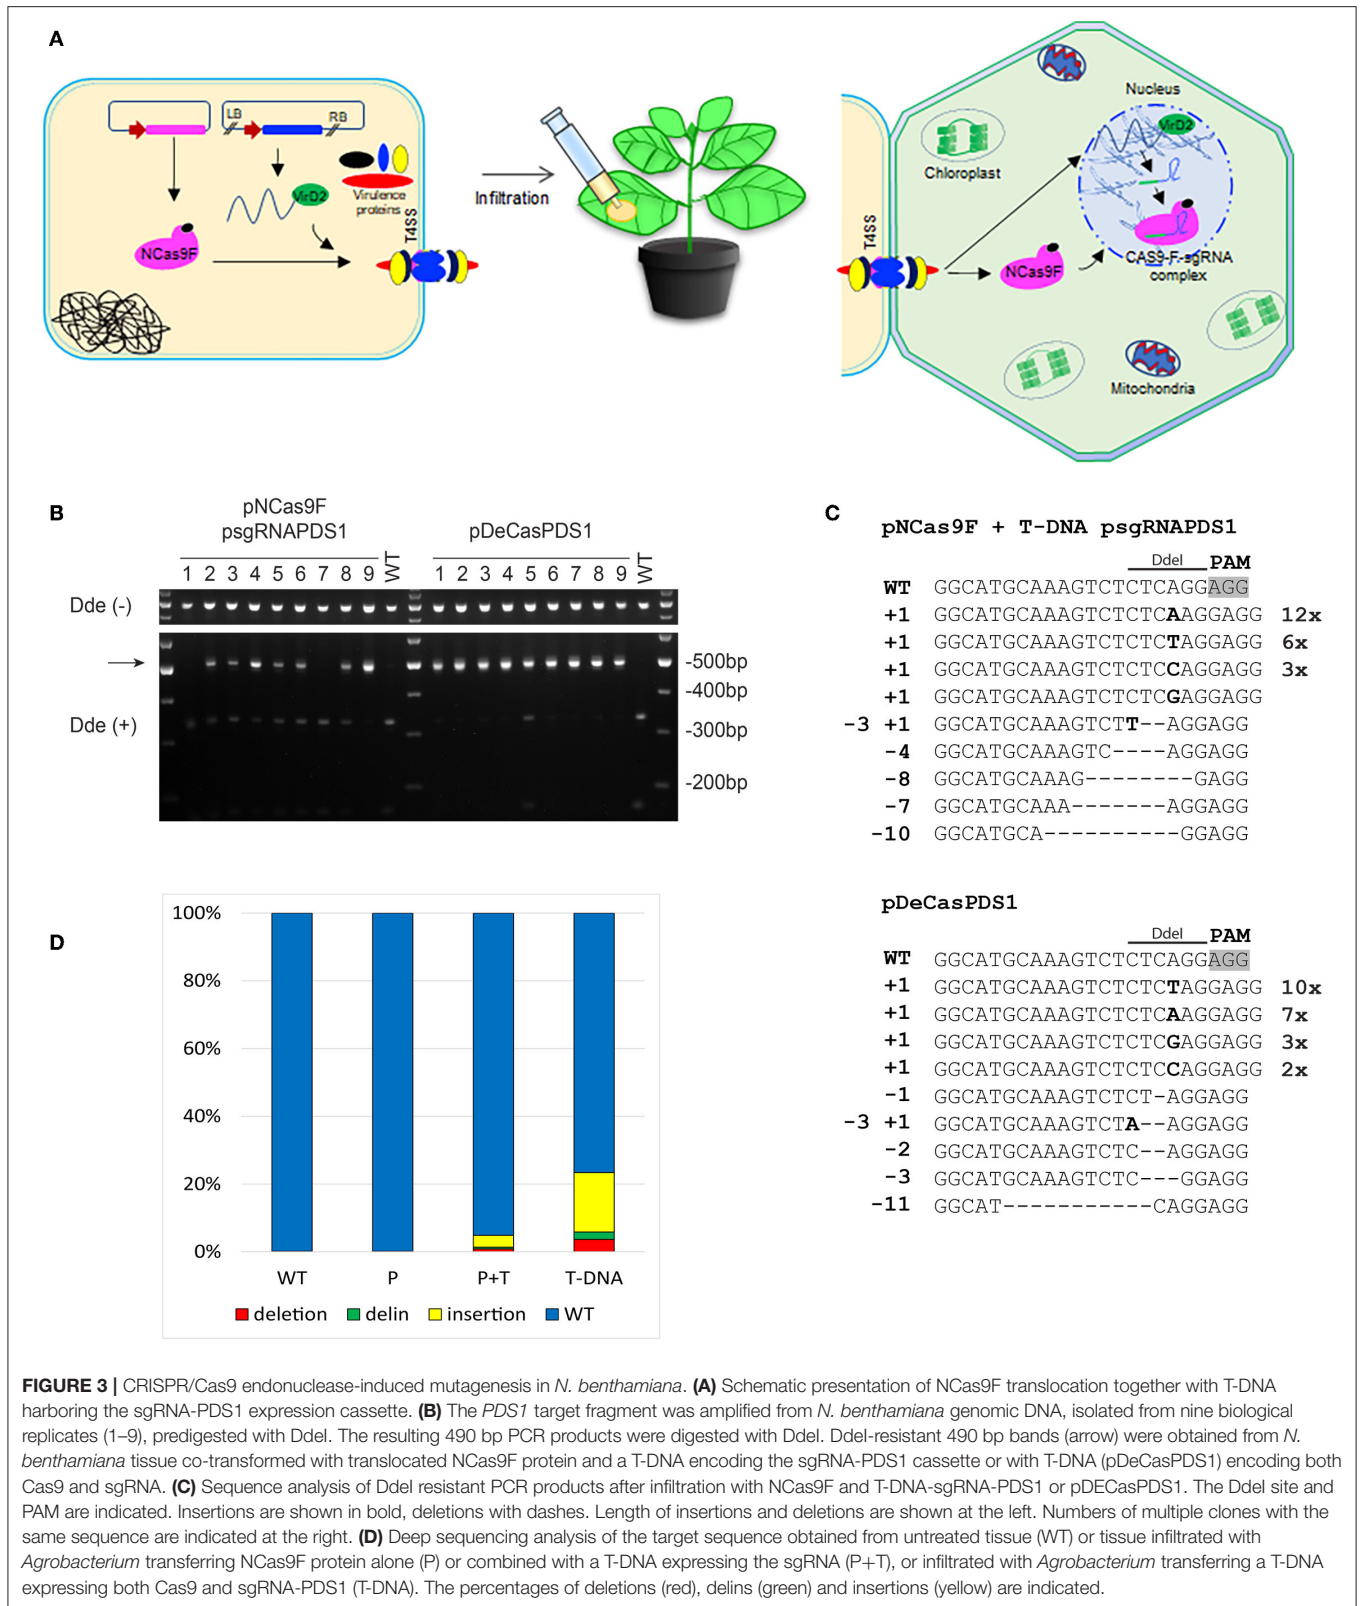 A
LB
RB
VirD2
Virulence
proteins
T4SS
NCas9F
Infiltration
Nucleus
VirD2
Chloroplast
T4SS
NCas9F
CAS9-F.-sgRNA
complex
Mitochondria
B
pNCas9F
psgRNAPDS1
pDeCasPDS1
1 2 3 4 5 6 7 8 9 WT 1 2 3 4 5 6 7 8 9 WT
Dde (-)
-500bp
-400bp
Dde (+)
-300bp
-200bp
C
pNCas9F + T-DNA psgRNAPDS1
DdeI PAM
WT GGCATGCAAAGTCTCTCAGGAGG
+1 GGCATGCAAAGTCTCTCAAGGAGG 12x
+1 GGCATGCAAAGTCTCTCTAGGAGG 6x
+1 GGCATGCAAAGTCTCTCCAGGAGG 3x
+1 GGCATGCAAAGTCTCTCGAGGAGG
-3 +1 GGCATGCAAAGTCTT--AGGAGG
-4 GGCATGCAAAGTC----AGGAGG
-8 GGCATGCAAAG--------GAGG
-7 GGCATGCAAA-------AGGAGG
-10 GGCATGCA----------GGAGG
pDeCasPDS1
DdeI PAM
WT GGCATGCAAAGTCTCTCAGGAGG
+1 GGCATGCAAAGTCTCTCTAGGAGG 10x
+1 GGCATGCAAAGTCTCTCAAGGAGG 7x
+1 GGCATGCAAAGTCTCTCGAGGAGG 3x
+1 GGCATGCAAAGTCTCTCCAGGAGG 2x
-1 GGCATGCAAAGTCTCT-AGGAGG
-3 +1 GGCATGCAAAGTCTA--AGGAGG
-2 GGCATGCAAAGTCTC--AGGAGG
-3 GGCATGCAAAGTCTC---GGAGG
-11 GGCAT-----------CAGGAGG
D
100%
80%
60%
40%
20%
0%
WT P P+T T-DNA
deletion delin insertion WT
FIGURE 3 | CRISPR/Cas9 endonuclease-induced mutagenesis in N. benthamiana. (A) Schematic presentation of NCas9F translocation together with T-DNA
harboring the sgRNA-PDS1 expression cassette. (B) The PDS1 target fragment was amplified from N. benthamiana genomic DNA, isolated from nine biological
replicates (1–9), predigested with DdeI. The resulting 490 bp PCR products were digested with DdeI. DdeI-resistant 490 bp bands (arrow) were obtained from N.
benthamiana tissue co-transformed with translocated NCas9F protein and a T-DNA encoding the sgRNA-PDS1 cassette or with T-DNA (pDeCasPDS1) encoding both
Cas9 and sgRNA. (C) Sequence analysis of DdeI resistant PCR products after infiltration with NCas9F and T-DNA-sgRNA-PDS1 or pDECasPDS1. The DdeI site and
PAM are indicated. Insertions are shown in bold, deletions with dashes. Length of insertions and deletions are shown at the left. Numbers of multiple clones with the
same sequence are indicated at the right. (D) Deep sequencing analysis of the target sequence obtained from untreated tissue (WT) or tissue infiltrated with
Agrobacterium transferring NCas9F protein alone (P) or combined with a T-DNA expressing the sgRNA (P+T), or infiltrated with Agrobacterium transferring a T-DNA
expressing both Cas9 and sgRNA-PDS1 (T-DNA). The percentages of deletions (red), delins (green) and insertions (yellow) are indicated.